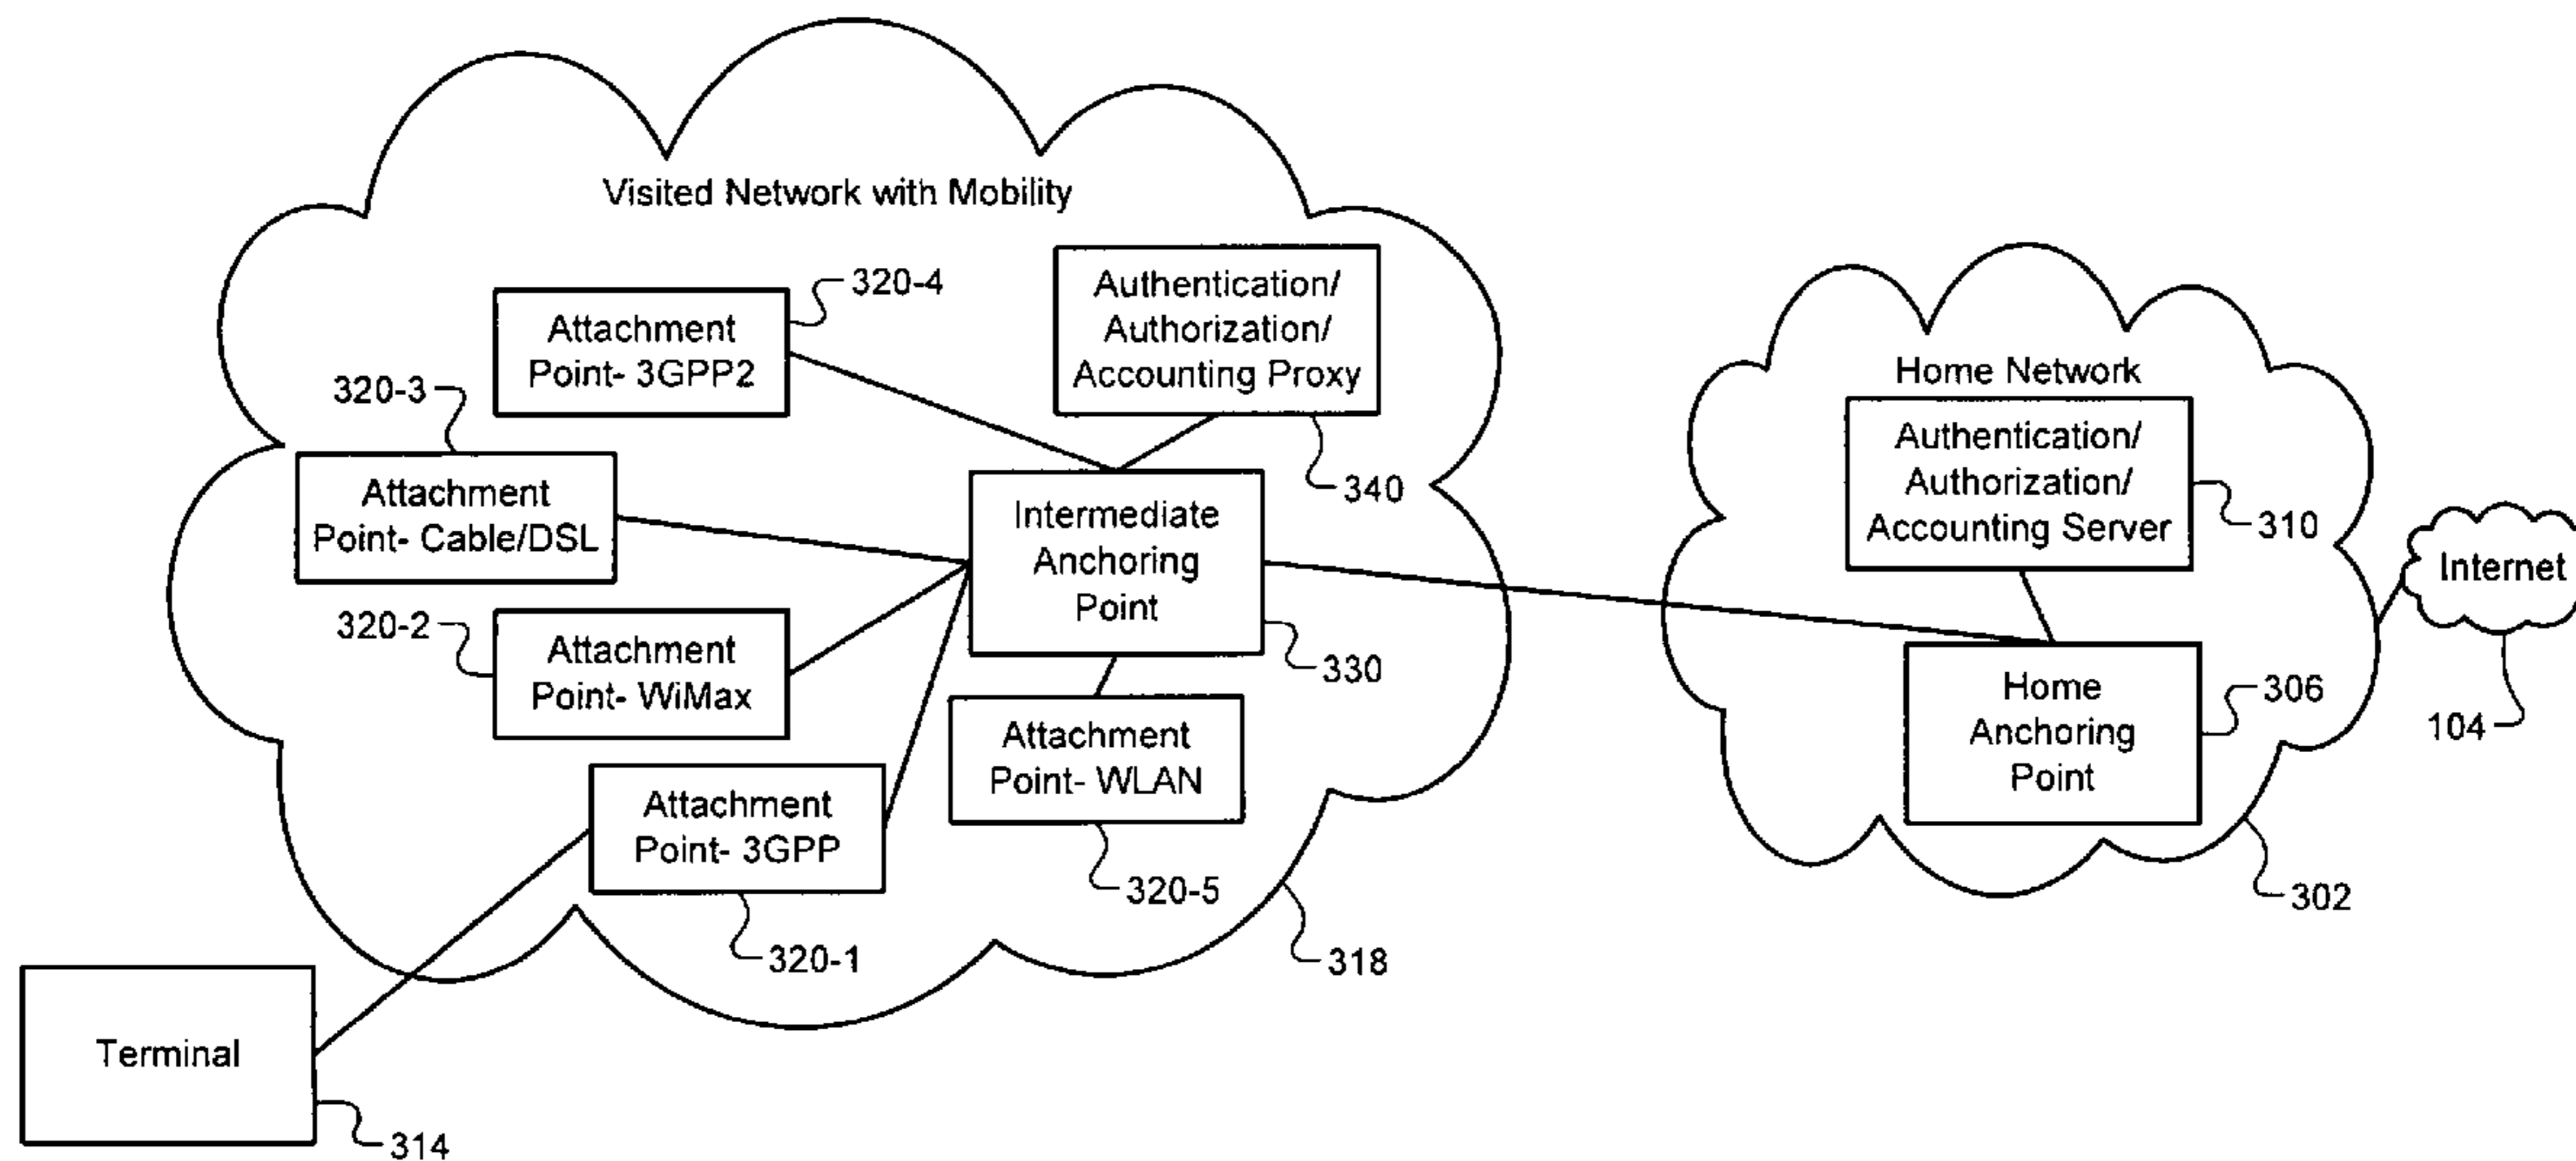 Visited Network with Mobility
320-4
Attachment
Point- 3GPP2
Authentication/
Authorization/
Accounting Proxy
340
320-3
Attachment
Point- Cable/DSL
Intermediate
Anchoring
Point
330
320-2
Attachment
Point- WiMax
Attachment
Point- WLAN
320-5
Attachment
Point- 3GPP
320-1
318
Terminal
314
Home Network
Authentication/
Authorization/
Accounting Server
310
Home
Anchoring
Point
306
302
Internet
104